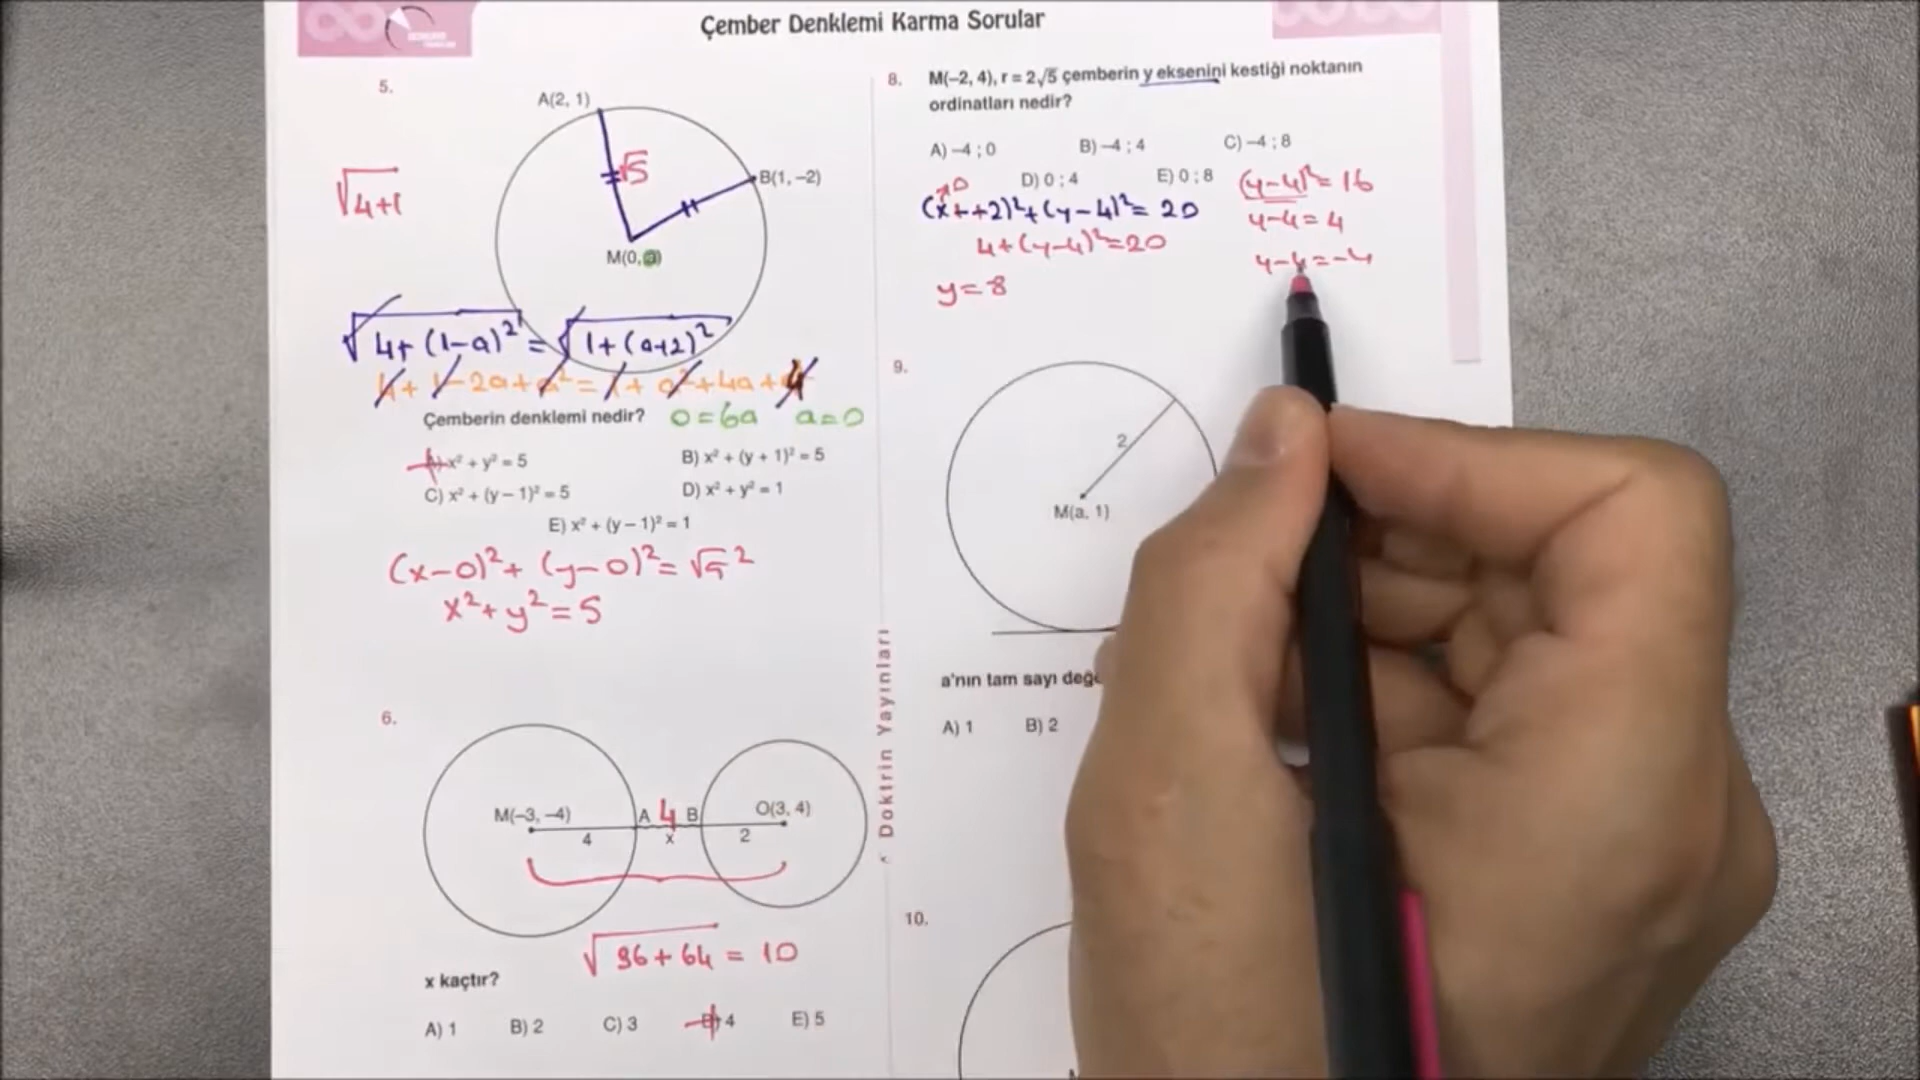 Çember Denklemi Karma Sorular
5.
A(2, 1)
√5
B(1, –2)
M(0, a)
√4+1
√4+(1-a)² = √1+(a+2)²
4+1-2a+a² = 1+a²+4a+4
Çemberin denklemi nedir?
0=6a a=0
A) x² + y² = 5
B) x² + (y + 1)² = 5
C) x² + (y – 1)² = 5
D) x² + y² = 1
E) x² + (y – 1)² = 1
(x-0)²+(y-0)²=√5²
x²+y²=5
6.
M(–3, –4)
A 4 B
O(3, 4)
4 x 2
√36+64 = 10
x kaçtır?
A) 1 B) 2 C) 3 D) 4 E) 5
Doktrin Yayınları
8. M(–2, 4), r = 2√5 çemberin y eksenini kestiği noktanın
ordinatları nedir?
A) –4 ; 0 B) –4 ; 4 C) –4 ; 8
D) 0 ; 4 E) 0 ; 8
0
(x++2)²+(y-4)²=20
4+(y-4)²=20
y=8
(y-4)²=16
y-4=4
y-4=-4
9.
2
M(a, 1)
a'nın tam sayı
A) 1 B) 2
10.